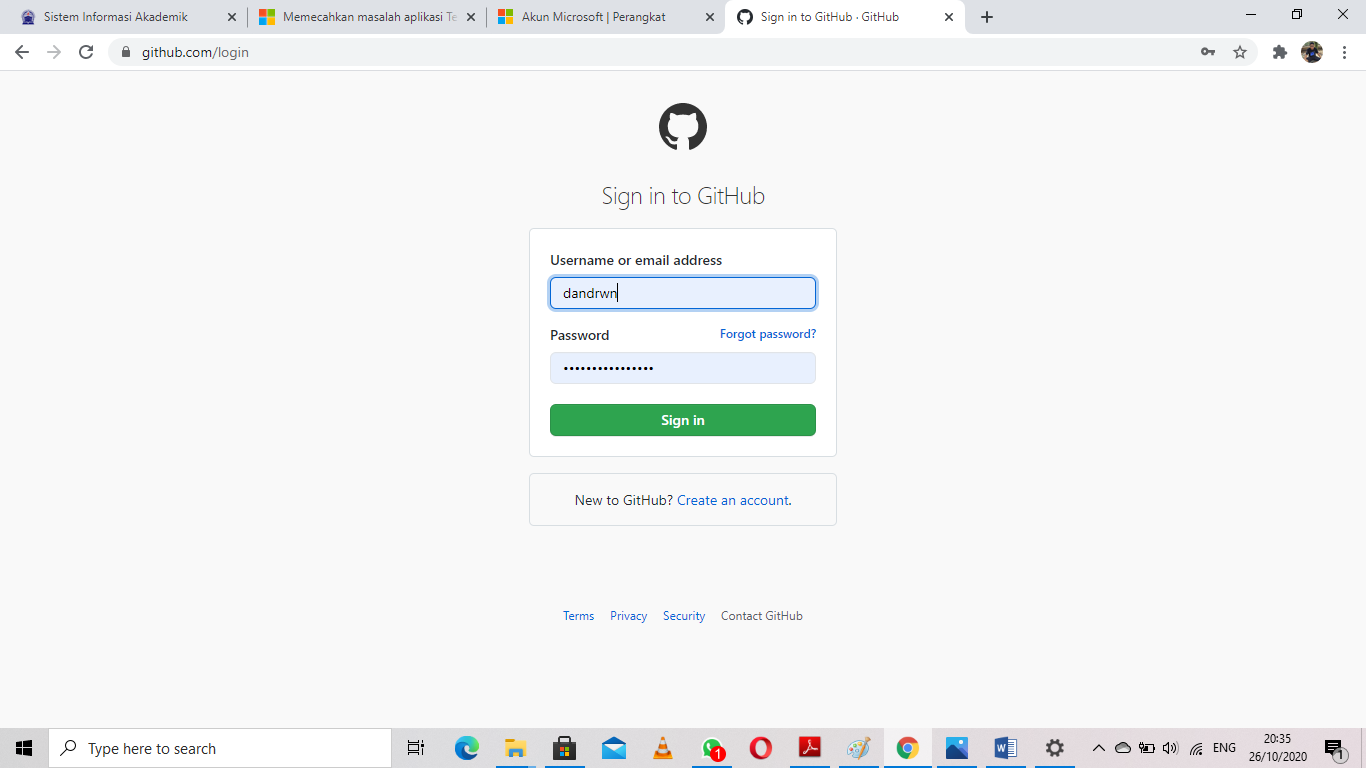 Sistem Informasi Akademik
Memecahkan masalah aplikasi Te
Akun Microsoft | Perangkat
Sign in to GitHub · GitHub
github.com/login
Sign in to GitHub
Username or email address
dandrwn
Password
Forgot password?
••••••••••••••••
Sign in
New to GitHub? Create an account.
Terms Privacy Security Contact GitHub
Type here to search
1
ENG
20:35
26/10/2020
1